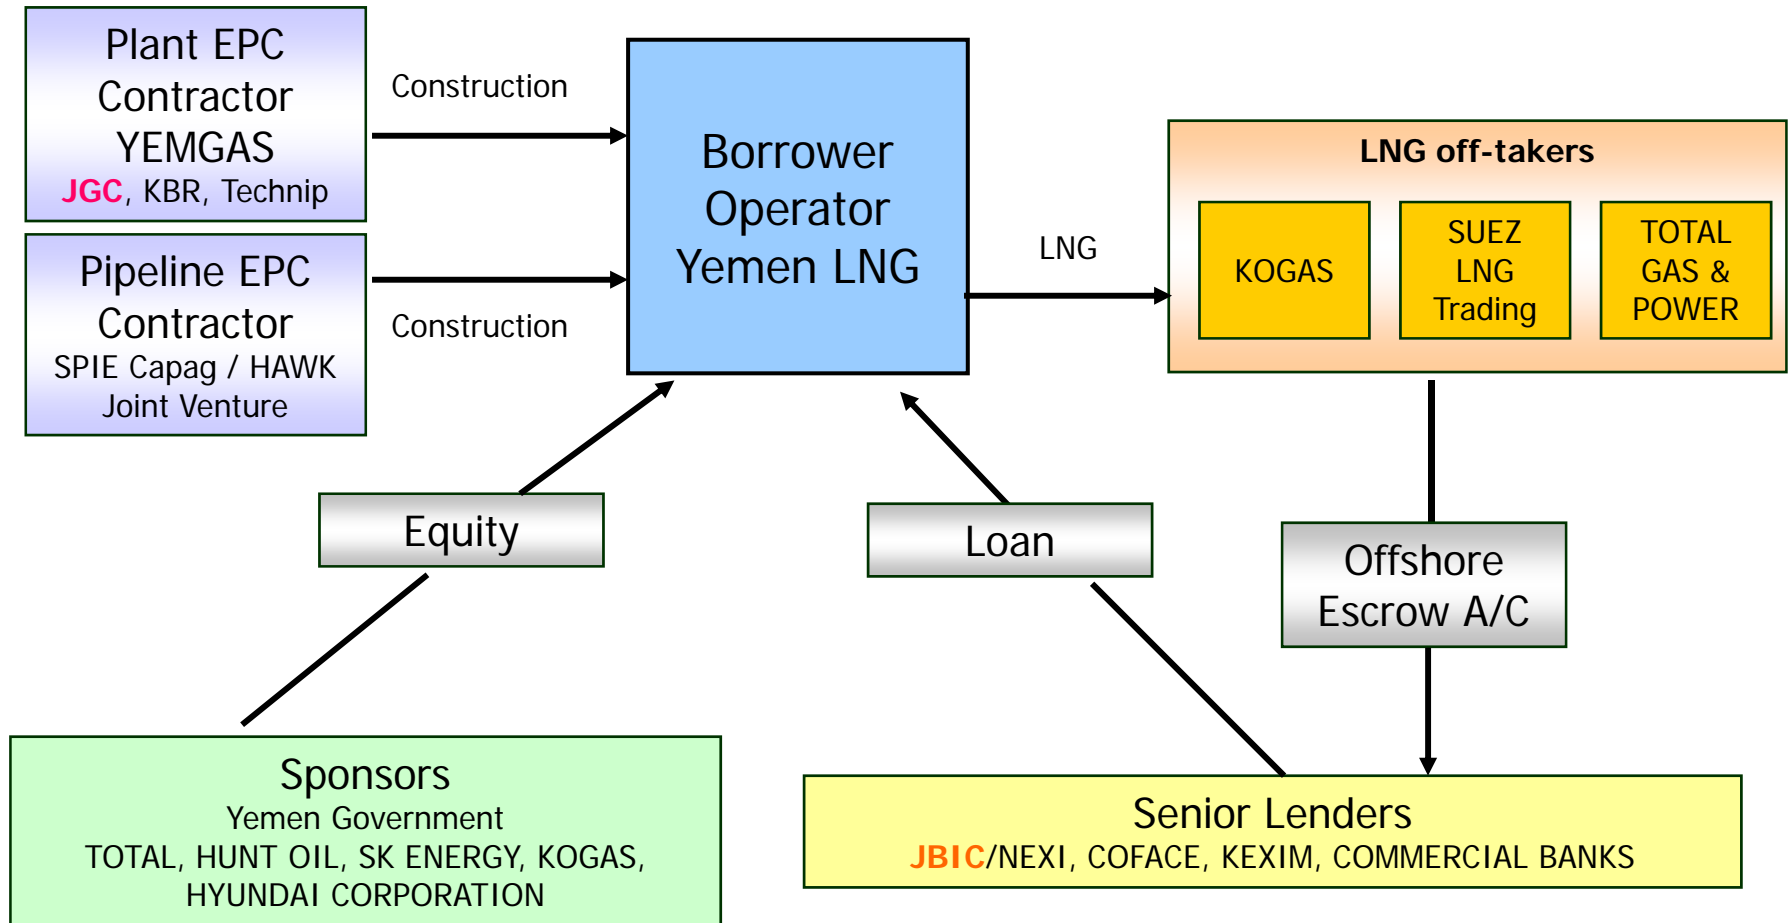 Plant EPC
Contractor
YEMGAS
JGC, KBR, Technip
Construction
Pipeline EPC
Contractor
SPIE Capag / HAWK
Joint Venture
Construction
Borrower
Operator
Yemen LNG
LNG
LNG off-takers
KOGAS
SUEZ
LNG
Trading
TOTAL
GAS &
POWER
Equity
Loan
Offshore
Escrow A/C
Sponsors
Yemen Government
TOTAL, HUNT OIL, SK ENERGY, KOGAS,
HYUNDAI CORPORATION
Senior Lenders
JBIC/NEXI, COFACE, KEXIM, COMMERCIAL BANKS